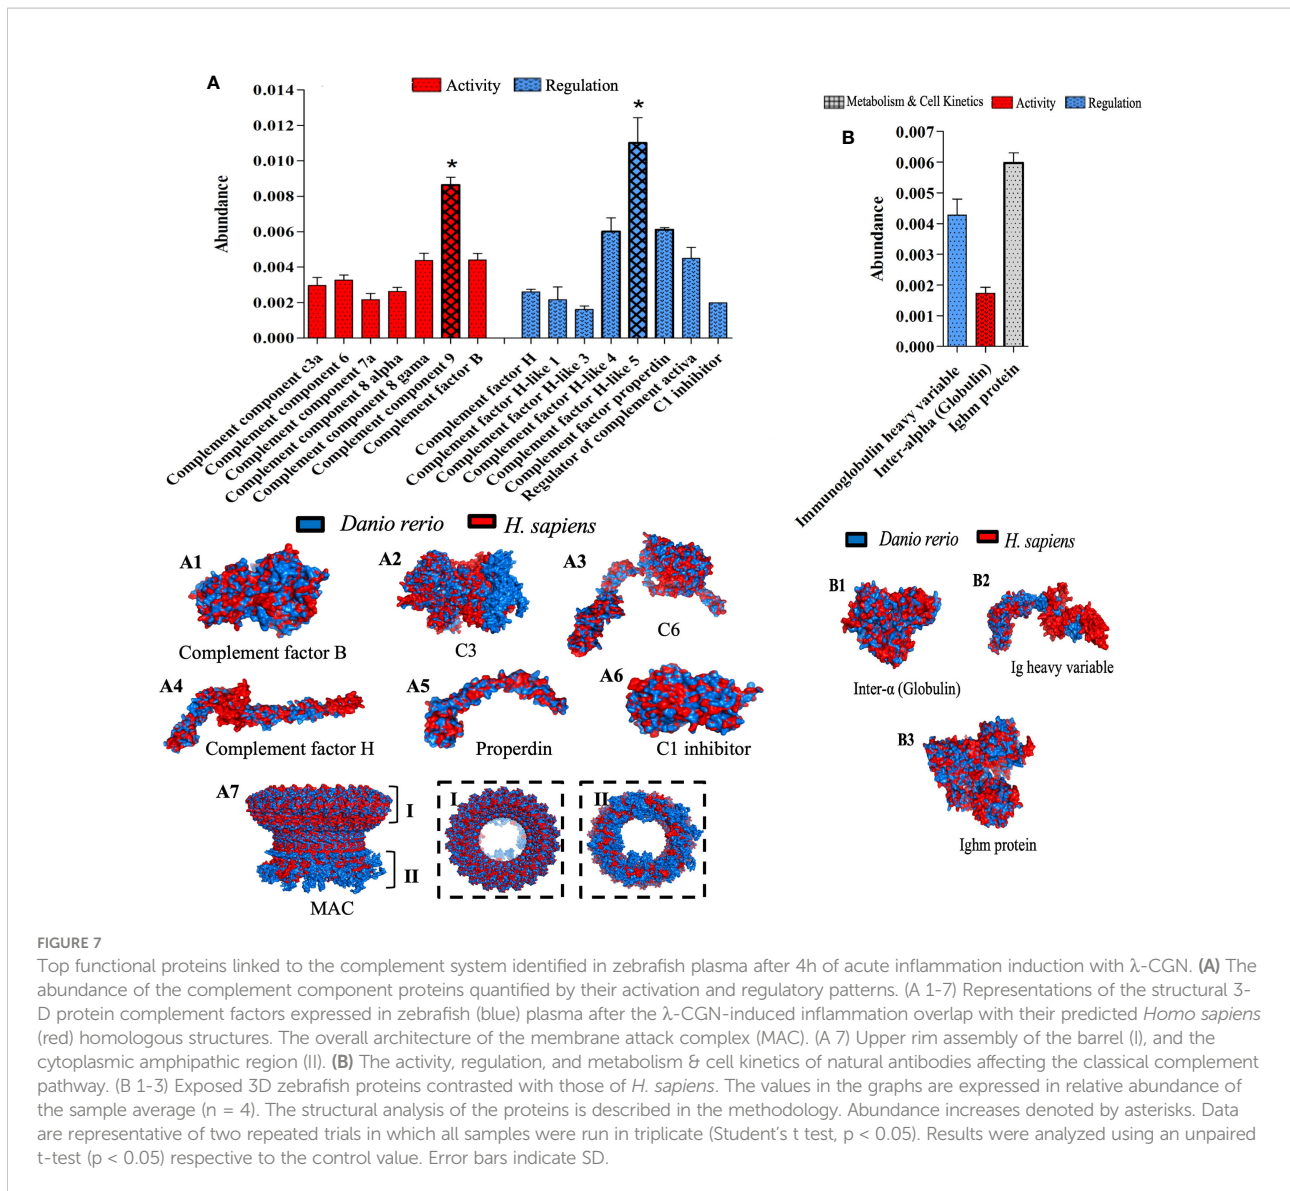 A
Activity
Regulation
*
*
0.014
0.012
0.010
0.008
0.006
0.004
0.002
0.000
Abundance
Complement component c3a
Complement component 6
Complement component 7a
Complement component 8 alpha
Complement component 8 gama
Complement component 9
Complement factor B
Complement factor H
Complement factor H-like 1
Complement factor H-like 3
Complement factor H-like 4
Complement factor H-like 5
Complement factor properdin
Regulator of complement activa
C1 inhibitor
Metabolism & Cell Kinetics
Activity
Regulation
B
0.007
0.006
0.005
0.004
0.003
0.002
0.001
0.000
Abundance
Immunoglobulin heavy variable
Inter-alpha (Globulin)
Ighm protein
Danio rerio
H. sapiens
A1
Complement factor B
A2
C3
A3
C6
A4
Complement factor H
A5
Properdin
A6
C1 inhibitor
A7
I
II
MAC
I
II
Danio rerio
H. sapiens
B1
Inter-α (Globulin)
B2
Ig heavy variable
B3
Ighm protein
FIGURE 7
Top functional proteins linked to the complement system identified in zebrafish plasma after 4h of acute inflammation induction with λ-CGN. (A) The
abundance of the complement component proteins quantified by their activation and regulatory patterns. (A 1-7) Representations of the structural 3-
D protein complement factors expressed in zebrafish (blue) plasma after the λ-CGN-induced inflammation overlap with their predicted Homo sapiens
(red) homologous structures. The overall architecture of the membrane attack complex (MAC). (A 7) Upper rim assembly of the barrel (I), and the
cytoplasmic amphipathic region (II). (B) The activity, regulation, and metabolism & cell kinetics of natural antibodies affecting the classical complement
pathway. (B 1-3) Exposed 3D zebrafish proteins contrasted with those of H. sapiens. The values in the graphs are expressed in relative abundance of
the sample average (n = 4). The structural analysis of the proteins is described in the methodology. Abundance increases denoted by asterisks. Data
are representative of two repeated trials in which all samples were run in triplicate (Student's t test, p < 0.05). Results were analyzed using an unpaired
t-test (p < 0.05) respective to the control value. Error bars indicate SD.